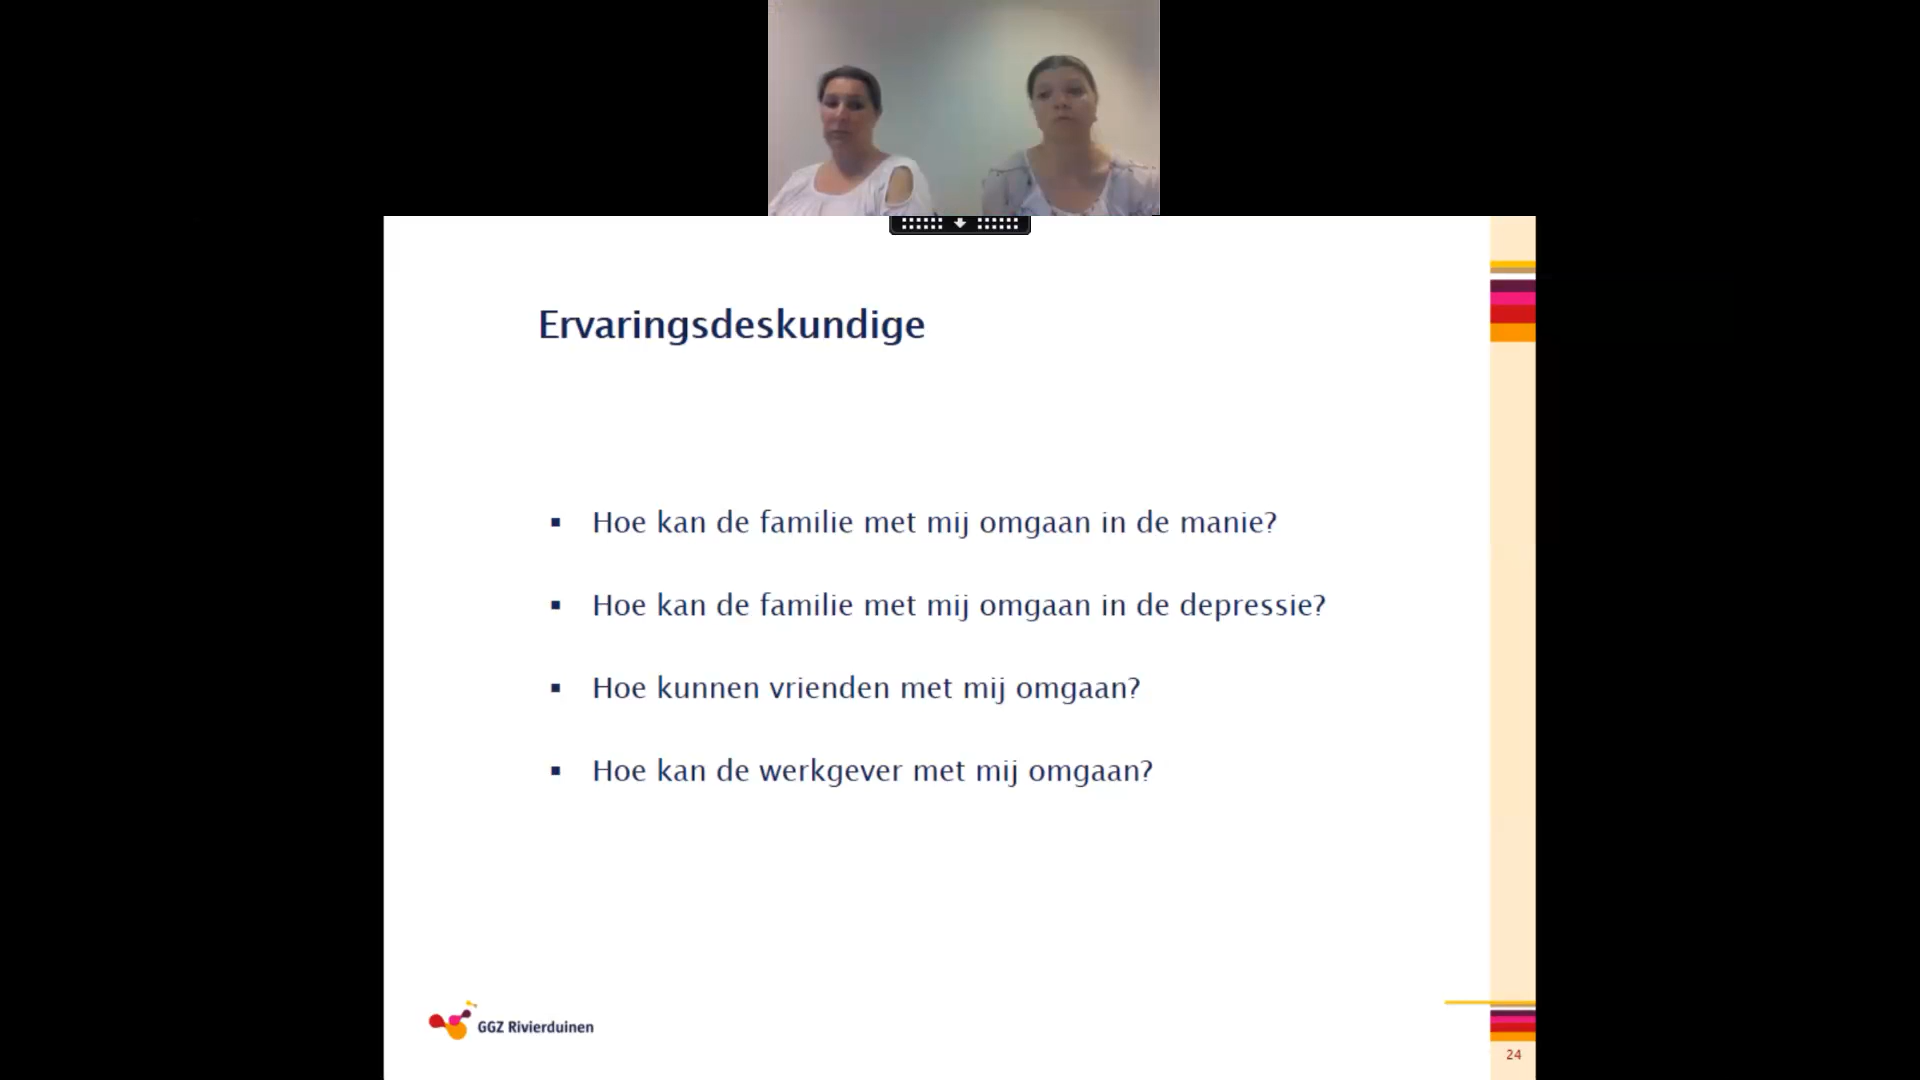 Ervaringsdeskundige
▪ Hoe kan de familie met mij omgaan in de manie?
▪ Hoe kan de familie met mij omgaan in de depressie?
▪ Hoe kunnen vrienden met mij omgaan?
▪ Hoe kan de werkgever met mij omgaan?
GGZ Rivierduinen
24